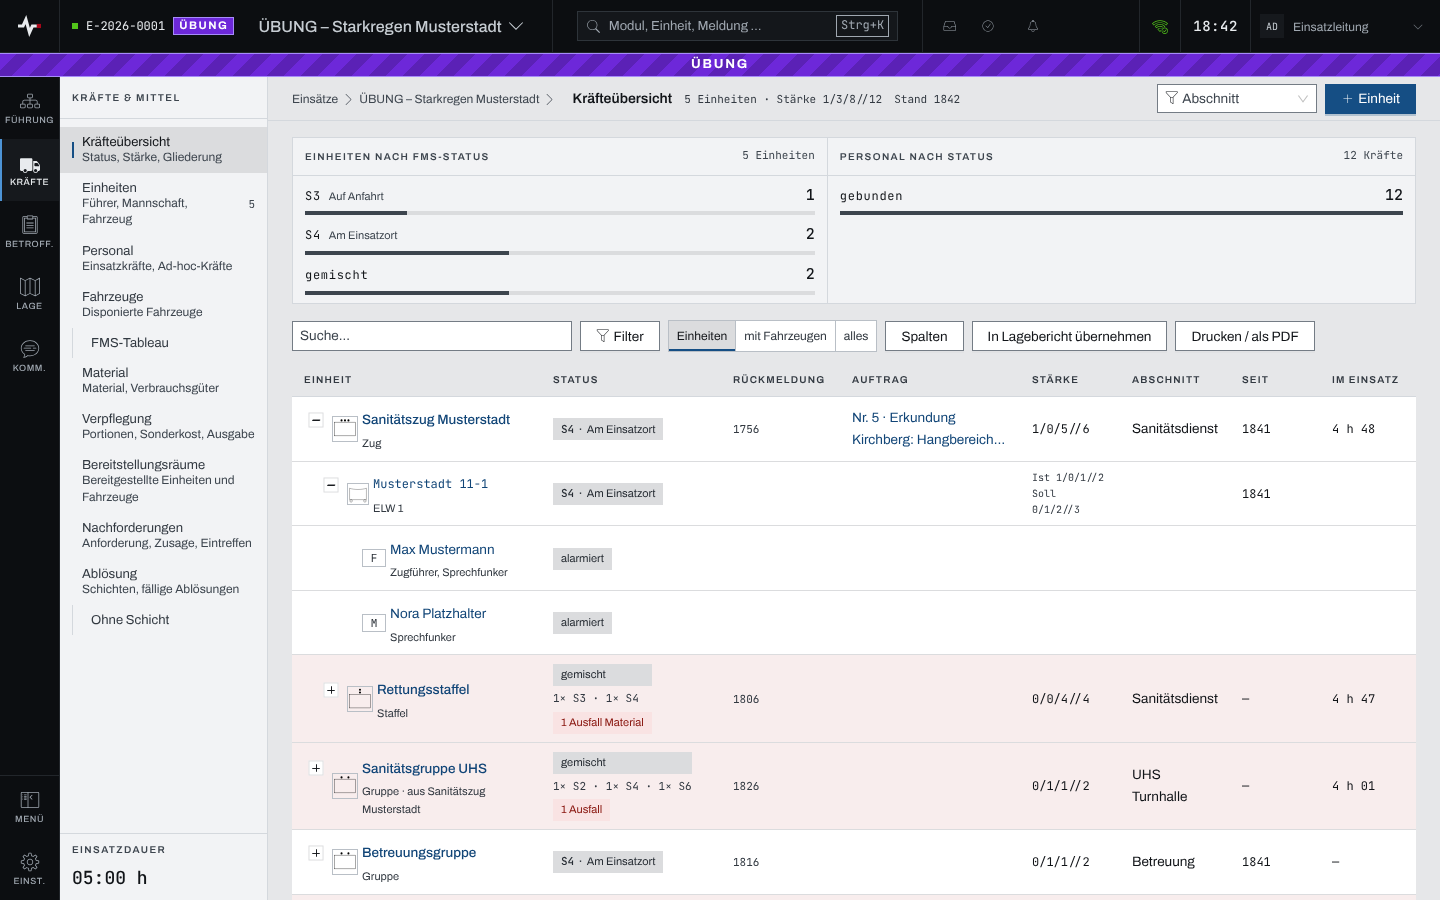 E-2026-0001 ÜBUNG ÜBUNG – Starkregen Musterstadt Modul, Einheit, Meldung ... Strg+K 18:42 AD Einsatzleitung
ÜBUNG
FÜHRUNG
KRÄFTE
BETROFF.
LAGE
KOMM.
MENÜ
EINST.
KRÄFTE & MITTEL
Kräfteübersicht
Status, Stärke, Gliederung
Einheiten
Führer, Mannschaft,
Fahrzeug
5
Personal
Einsatzkräfte, Ad-hoc-Kräfte
Fahrzeuge
Disponierte Fahrzeuge
FMS-Tableau
Material
Material, Verbrauchsgüter
Verpflegung
Portionen, Sonderkost, Ausgabe
Bereitstellungsräume
Bereitgestellte Einheiten und
Fahrzeuge
Nachforderungen
Anforderung, Zusage, Eintreffen
Ablösung
Schichten, fällige Ablösungen
Ohne Schicht
EINSATZDAUER
05:00 h
Einsätze ÜBUNG – Starkregen Musterstadt Kräfteübersicht 5 Einheiten · Stärke 1/3/8//12 Stand 1842 Abschnitt + Einheit
EINHEITEN NACH FMS-STATUS 5 Einheiten
S3 Auf Anfahrt 1
S4 Am Einsatzort 2
gemischt 2
PERSONAL NACH STATUS 12 Kräfte
gebunden 12
Suche... Filter Einheiten mit Fahrzeugen alles Spalten In Lagebericht übernehmen Drucken / als PDF
EINHEIT STATUS RÜCKMELDUNG AUFTRAG STÄRKE ABSCHNITT SEIT IM EINSATZ
Sanitätszug Musterstadt
Zug
S4 · Am Einsatzort
1756
Nr. 5 · Erkundung
Kirchberg: Hangbereich...
1/0/5//6
Sanitätsdienst
1841
4 h 48
Musterstadt 11-1
ELW 1
S4 · Am Einsatzort
Ist 1/0/1//2
Soll
0/1/2//3
1841
F
Max Mustermann
Zugführer, Sprechfunker
alarmiert
M
Nora Platzhalter
Sprechfunker
alarmiert
Rettungsstaffel
Staffel
gemischt
1× S3 · 1× S4
1 Ausfall Material
1806
0/0/4//4
Sanitätsdienst
–
4 h 47
Sanitätsgruppe UHS
Gruppe · aus Sanitätszug
Musterstadt
gemischt
1× S2 · 1× S4 · 1× S6
1 Ausfall
1826
0/1/1//2
UHS
Turnhalle
–
4 h 01
Betreuungsgruppe
Gruppe
S4 · Am Einsatzort
1816
0/1/1//2
Betreuung
1841
–